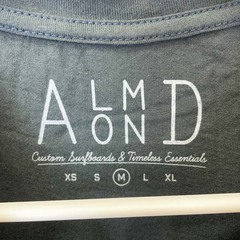 ALMOND
Custom Surfboards & Timeless Essentials
XS S M L XL